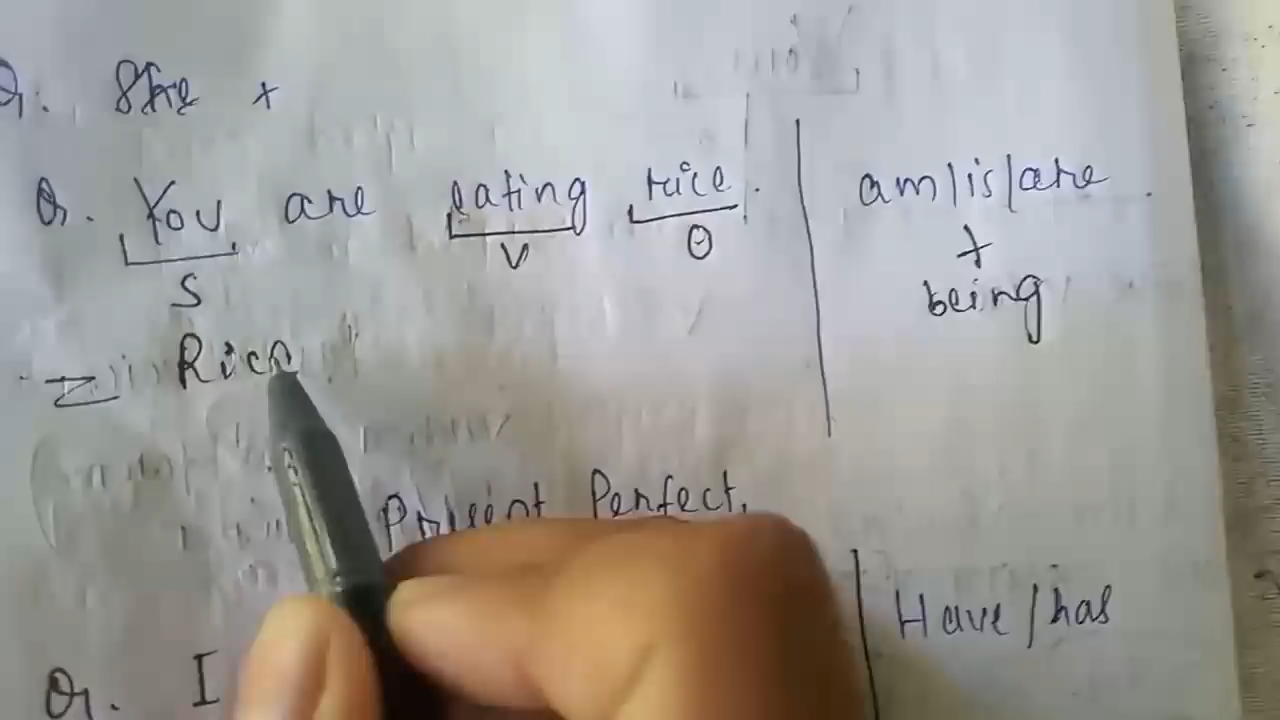 Q. She +
Q. You are eating rice. am/is/are.
S V O + being
Rice
Present Perfect.
Have/has
Q. I